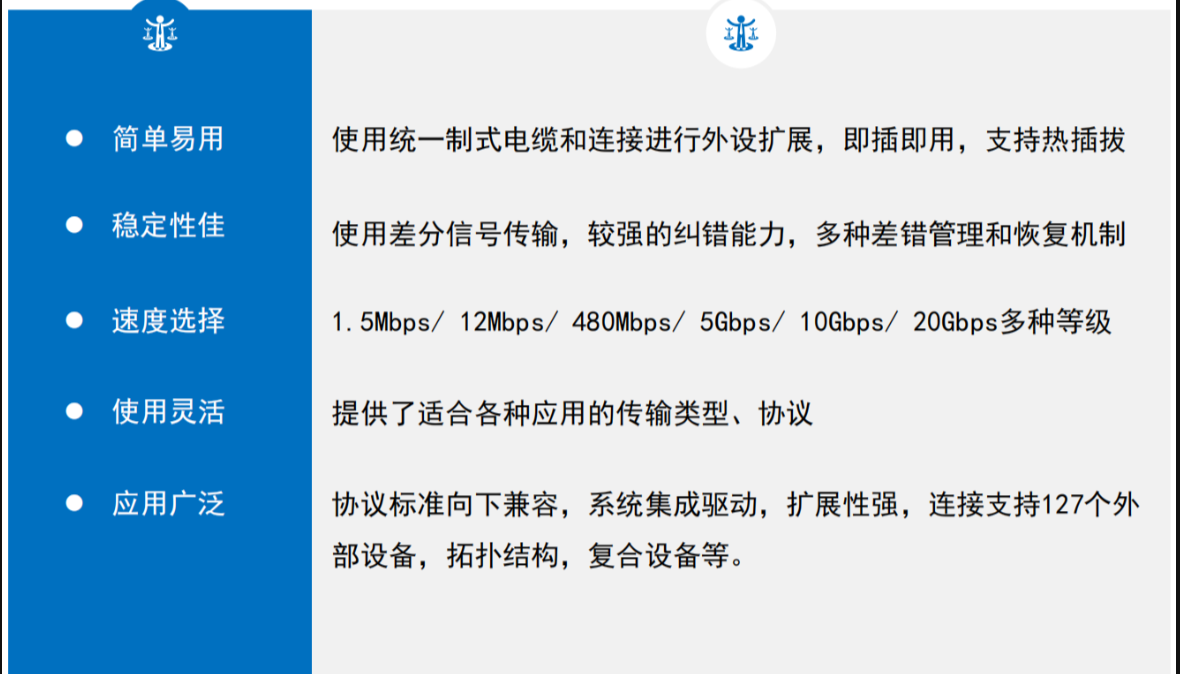 简单易用
使用统一制式电缆和连接进行外设扩展，即插即用，支持热插拔
稳定性佳
使用差分信号传输，较强的纠错能力，多种差错管理和恢复机制
速度选择
1.5Mbps/ 12Mbps/ 480Mbps/ 5Gbps/ 10Gbps/ 20Gbps多种等级
使用灵活
提供了适合各种应用的传输类型、协议
应用广泛
协议标准向下兼容，系统集成驱动，扩展性强，连接支持127个外
部设备，拓扑结构，复合设备等。